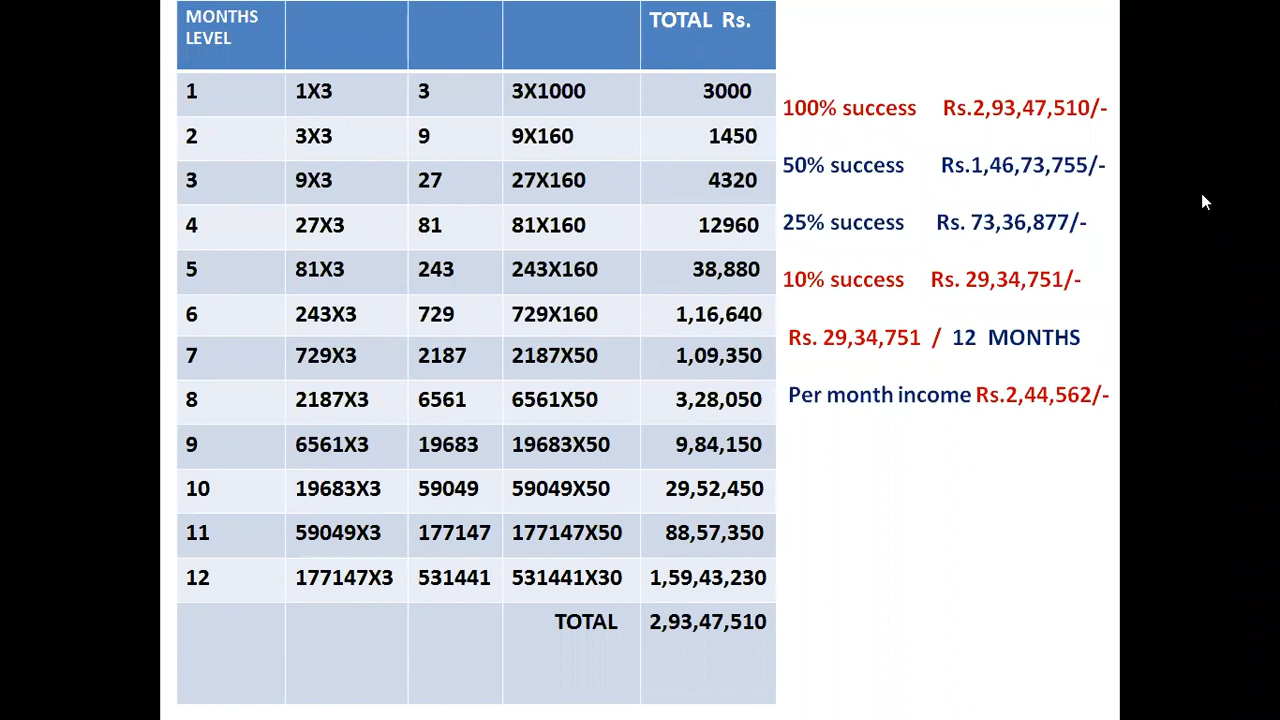 MONTHS LEVEL TOTAL Rs.
1 1X3 3 3X1000 3000
2 3X3 9 9X160 1450
3 9X3 27 27X160 4320
4 27X3 81 81X160 12960
5 81X3 243 243X160 38,880
6 243X3 729 729X160 1,16,640
7 729X3 2187 2187X50 1,09,350
8 2187X3 6561 6561X50 3,28,050
9 6561X3 19683 19683X50 9,84,150
10 19683X3 59049 59049X50 29,52,450
11 59049X3 177147 177147X50 88,57,350
12 177147X3 531441 531441X30 1,59,43,230
TOTAL 2,93,47,510
100% success Rs.2,93,47,510/-
50% success Rs.1,46,73,755/-
25% success Rs. 73,36,877/-
10% success Rs. 29,34,751/-
Rs. 29,34,751 / 12 MONTHS
Per month income Rs.2,44,562/-